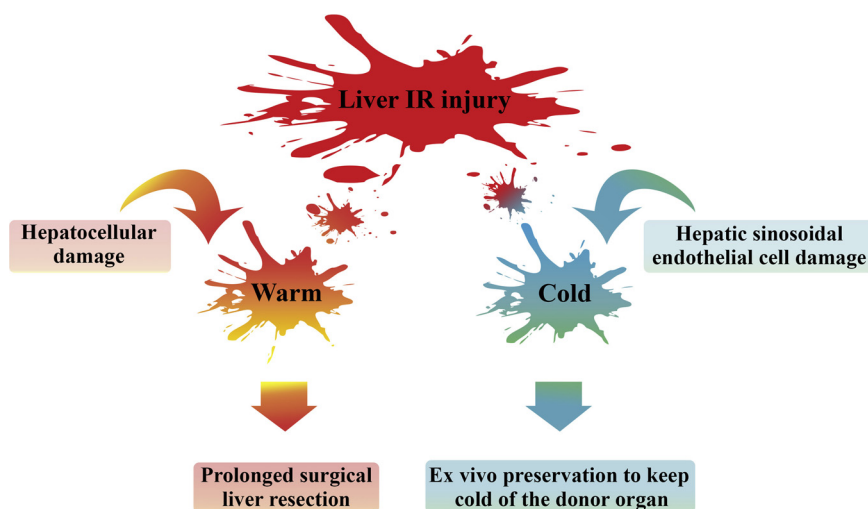 Liver IR injury
Hepatocellular
damage
Hepatic sinosoidal
endothelial cell damage
Warm
Cold
Prolonged surgical
liver resection
Ex vivo preservation to keep
cold of the donor organ